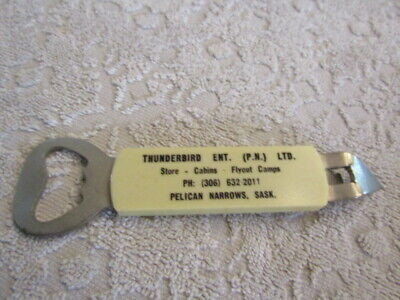 THUNDERBIRD ENT. (P.N.) LTD.
Store - Cabins - Flyout Camps
PH: (306) 632-2011
PELICAN NARROWS, SASK.